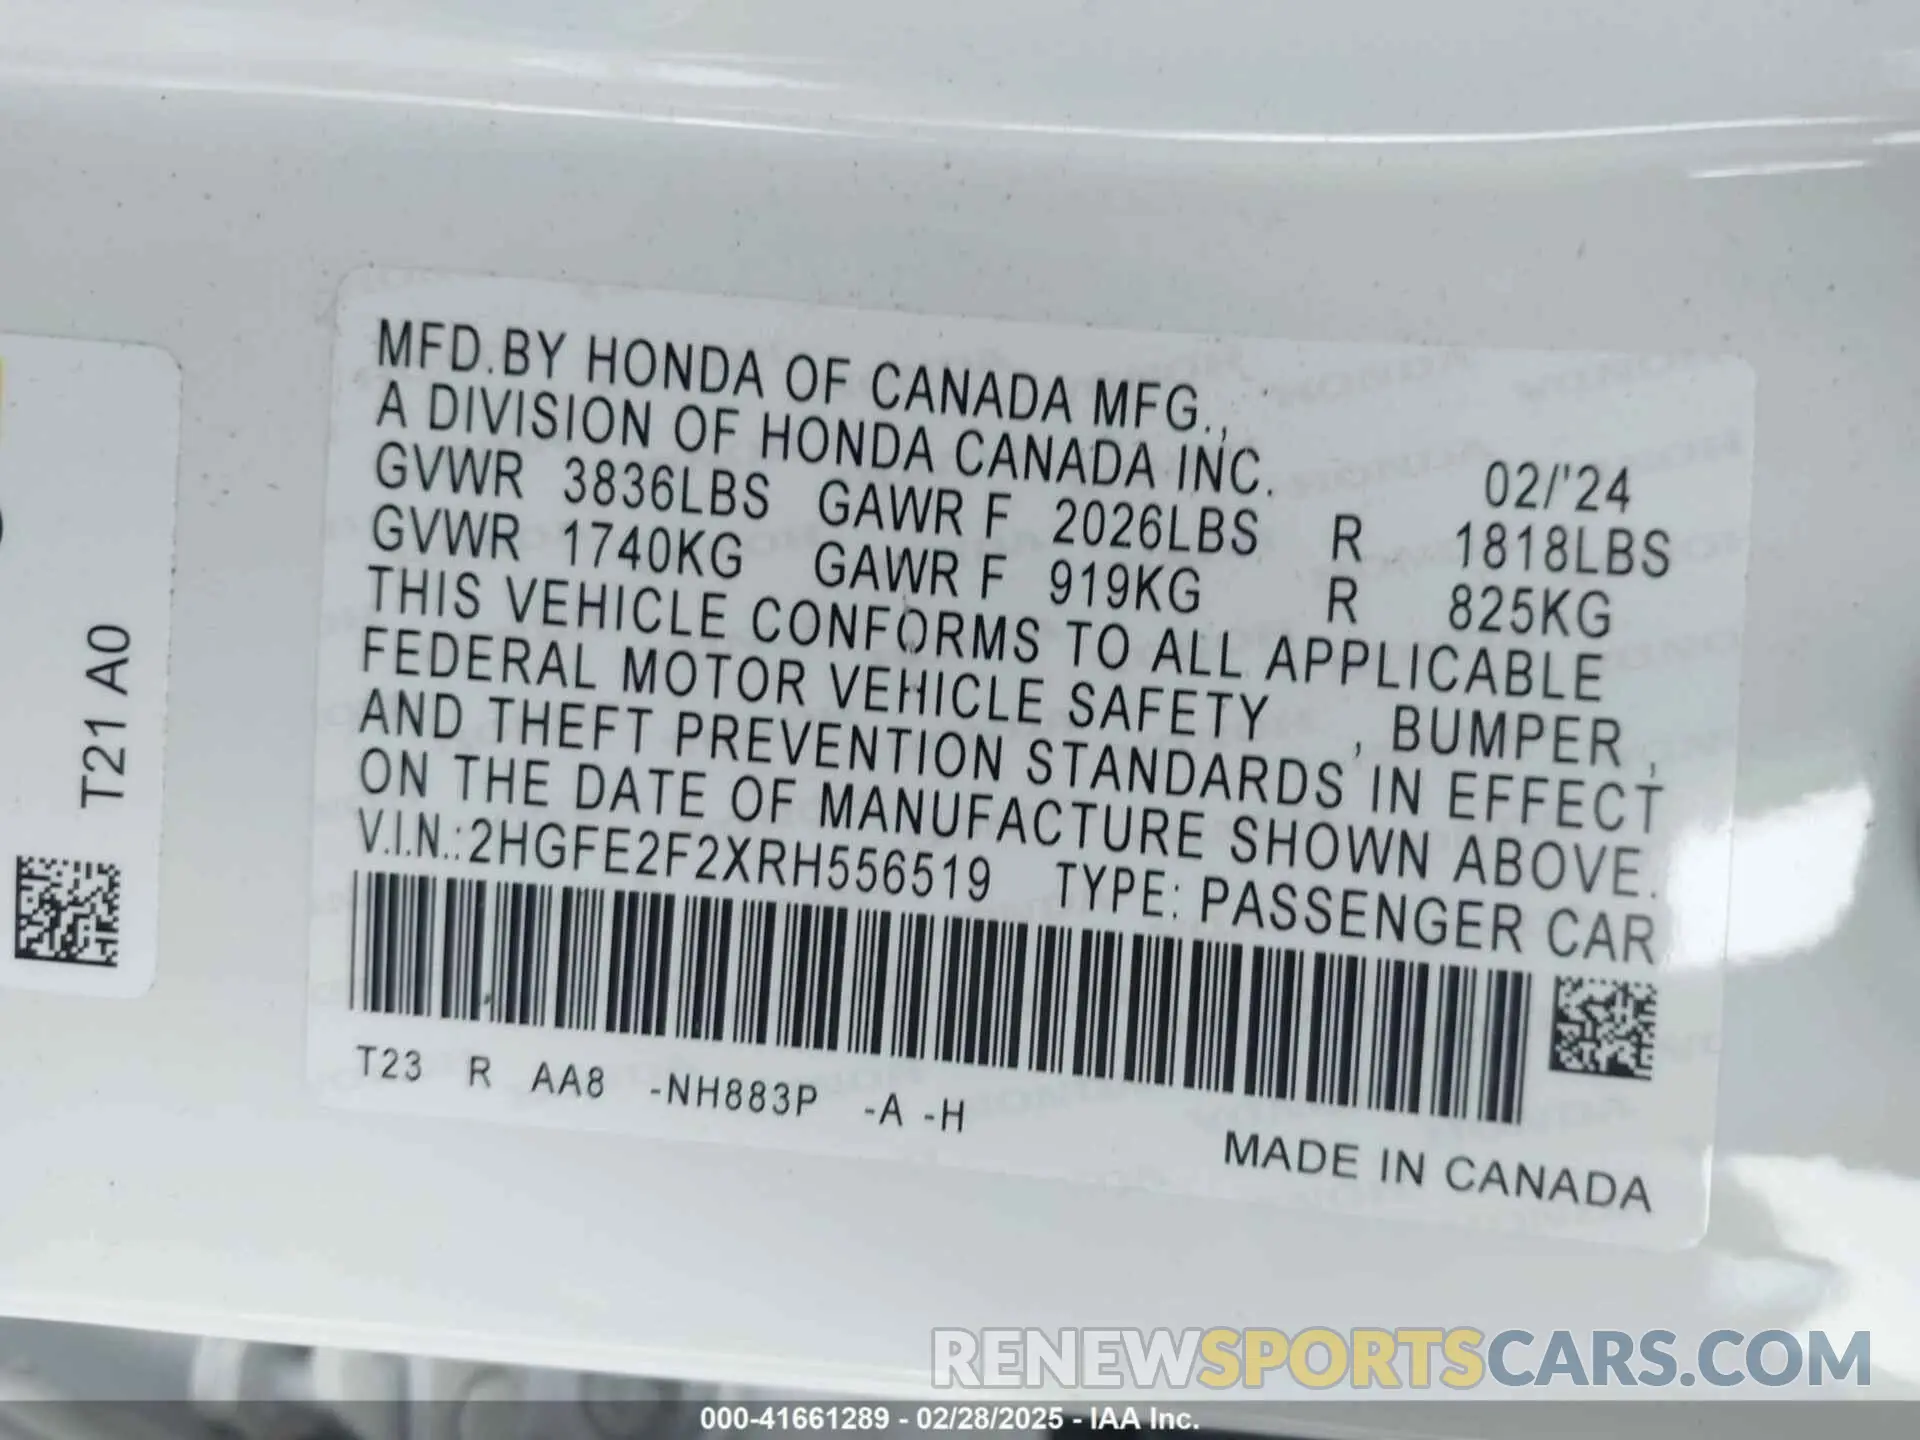 MFD.BY HONDA OF CANADA MFG.,
A DIVISION OF HONDA CANADA INC. 02/'24
GVWR 3836LBS GAWR F 2026LBS R 1818LBS
GVWR 1740KG GAWR F 919KG R 825KG
THIS VEHICLE CONFORMS TO ALL APPLICABLE
FEDERAL MOTOR VEHICLE SAFETY , BUMPER ,
AND THEFT PREVENTION STANDARDS IN EFFECT
ON THE DATE OF MANUFACTURE SHOWN ABOVE.
V.I.N.:2HGFE2F2XRH556519 TYPE: PASSENGER CAR
T23 R AA8 -NH883P -A -H
MADE IN CANADA
T21 A0
RENEWSPORTSCARS.COM
000-41661289 - 02/28/2025 - IAA Inc.